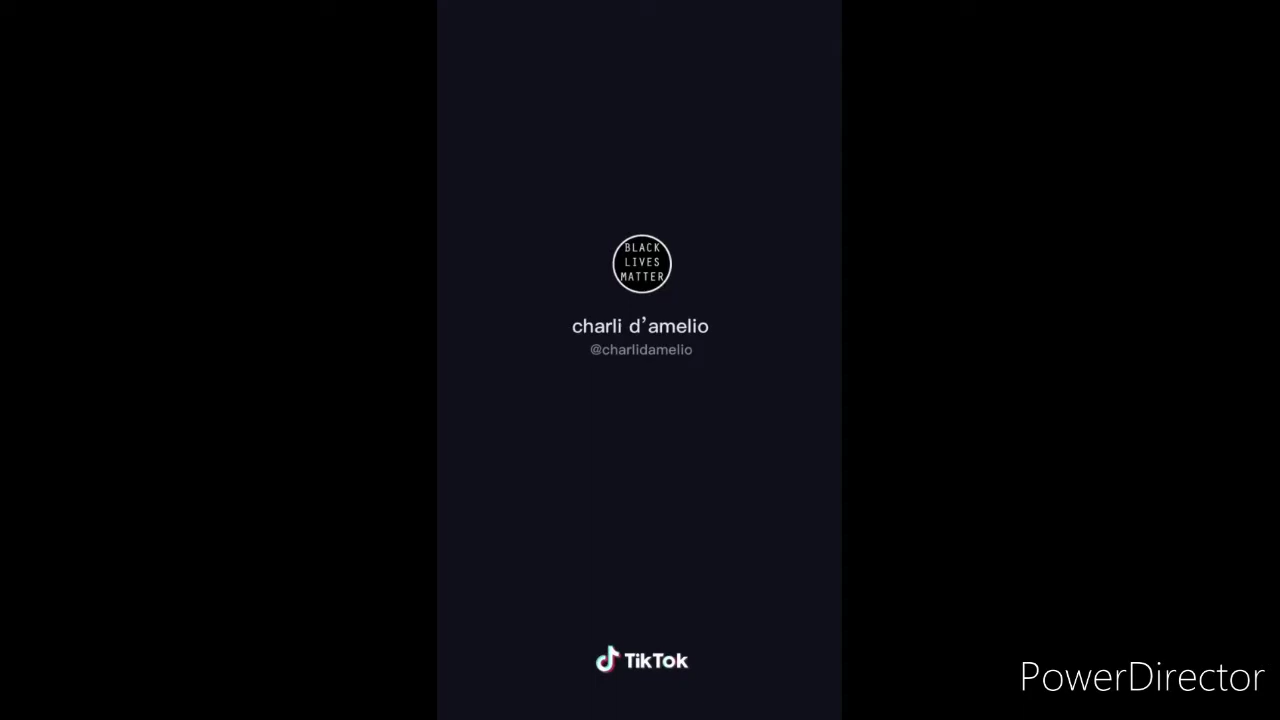 BLACK
LIVES
MATTER
charli d’amelio
@charlidamelio
TikTok
PowerDirector